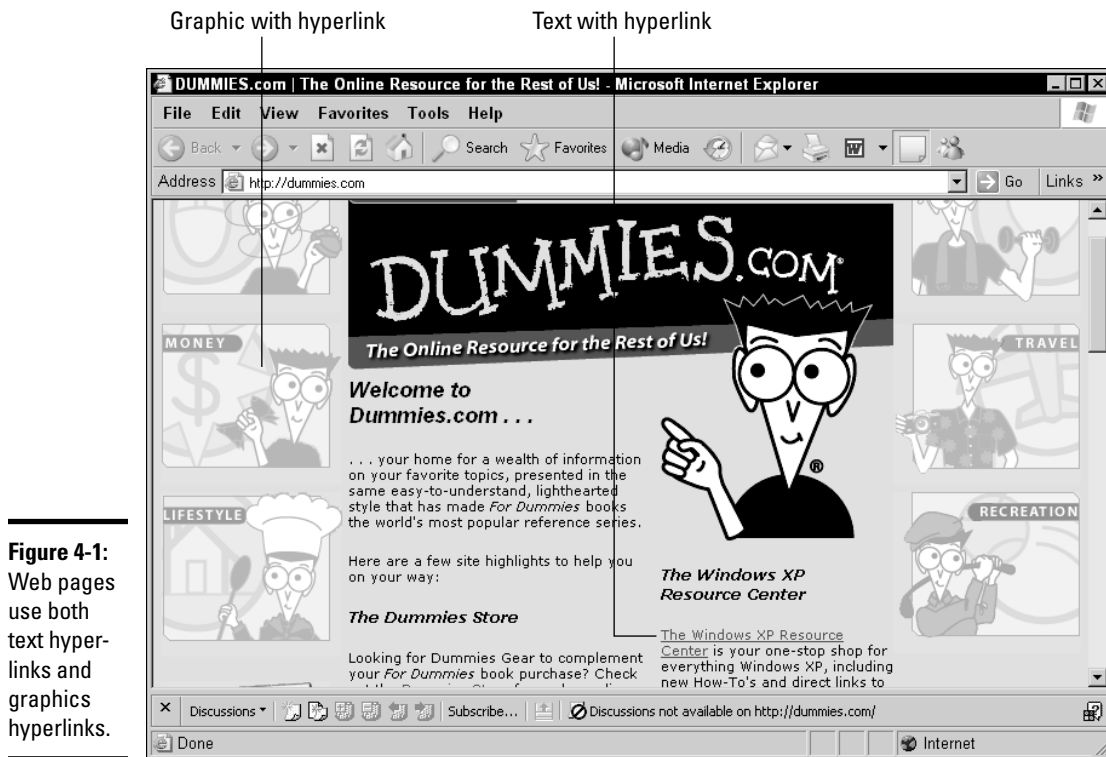 Graphic with hyperlink
Text with hyperlink
DUMMIES.com | The Online Resource for the Rest of Us! - Microsoft Internet Explorer
File Edit View Favorites Tools Help
Back Search Favorites Media
Address http://dummies.com Go Links »
DUMMIES.COM®
The Online Resource for the Rest of Us!
MONEY
LIFESTYLE
Welcome to
Dummies.com . . .
. . . your home for a wealth of information
on your favorite topics, presented in the
same easy-to-understand, lighthearted
style that has made For Dummies books
the world's most popular reference series.
Here are a few site highlights to help you
on your way:
The Dummies Store
Looking for Dummies Gear to complement
your For Dummies book purchase? Check
®
The Windows XP
Resource Center
The Windows XP Resource
Center is your one-stop shop for
everything Windows XP, including
new How-To's and direct links to
TRAVEL
RECREATION
Discussions Subscribe... Discussions not available on http://dummies.com/
Done Internet
Figure 4-1:
Web pages
use both
text hyper-
links and
graphics
hyperlinks.